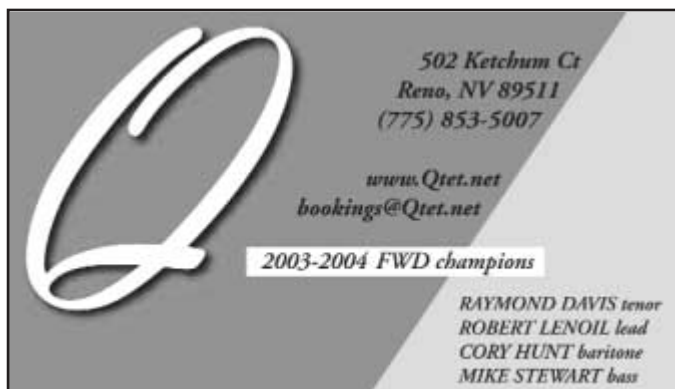 Q
502 Ketchum Ct
Reno, NV 89511
(775) 853-5007
www.Qtet.net
bookings@Qtet.net
2003-2004 FWD champions
RAYMOND DAVIS tenor
ROBERT LENOIL lead
CORY HUNT baritone
MIKE STEWART bass